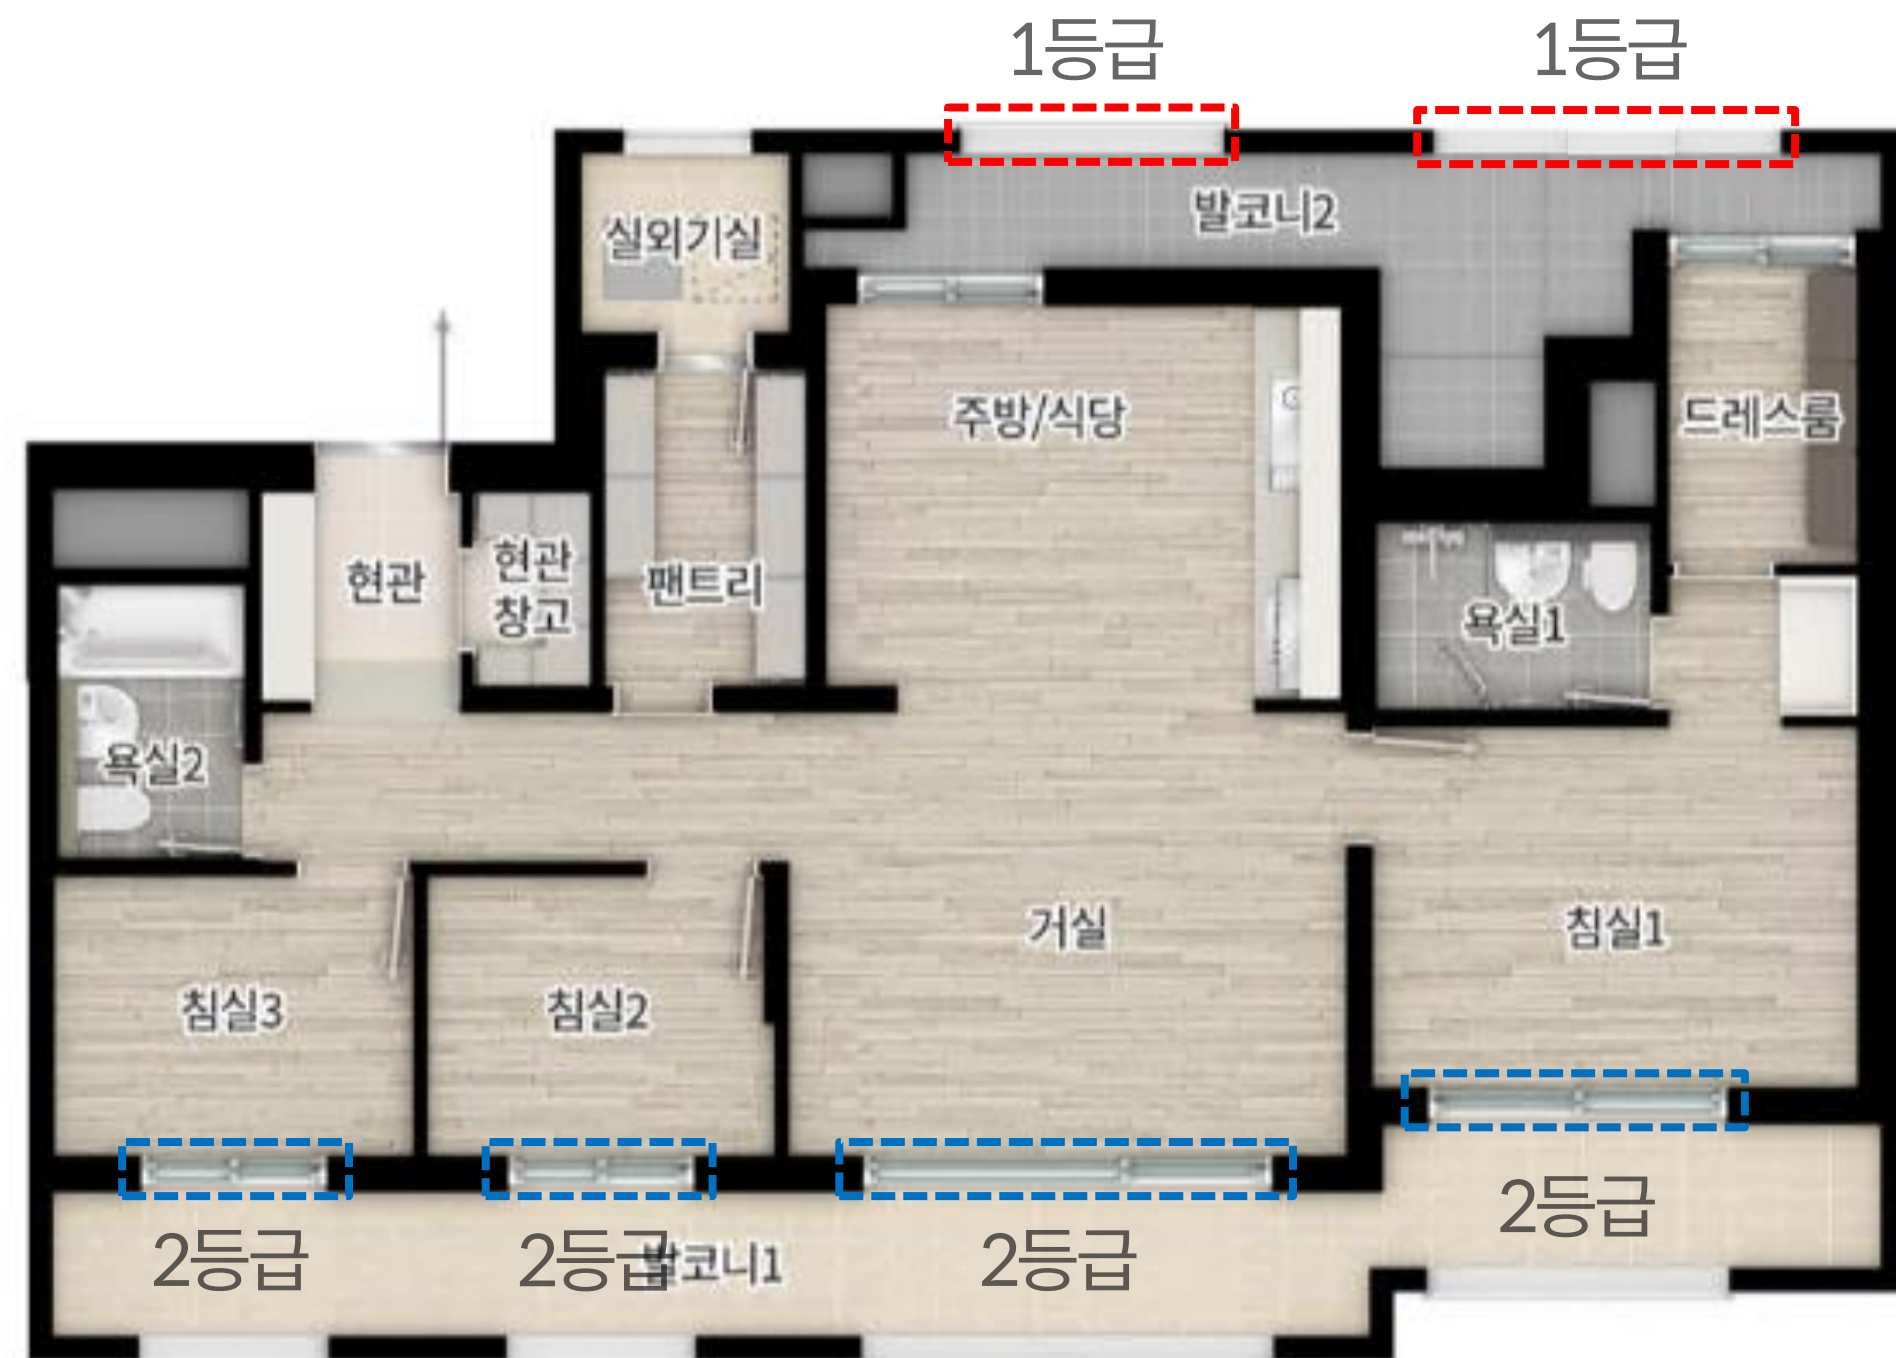 1등급
1등급
발코니2
실외기실
주방/식당
드레스룸
현관
현관
창고
팬트리
욕실1
욕실2
거실
침실1
침실3
침실2
2등급
2등급
2등급
발코니1
2등급